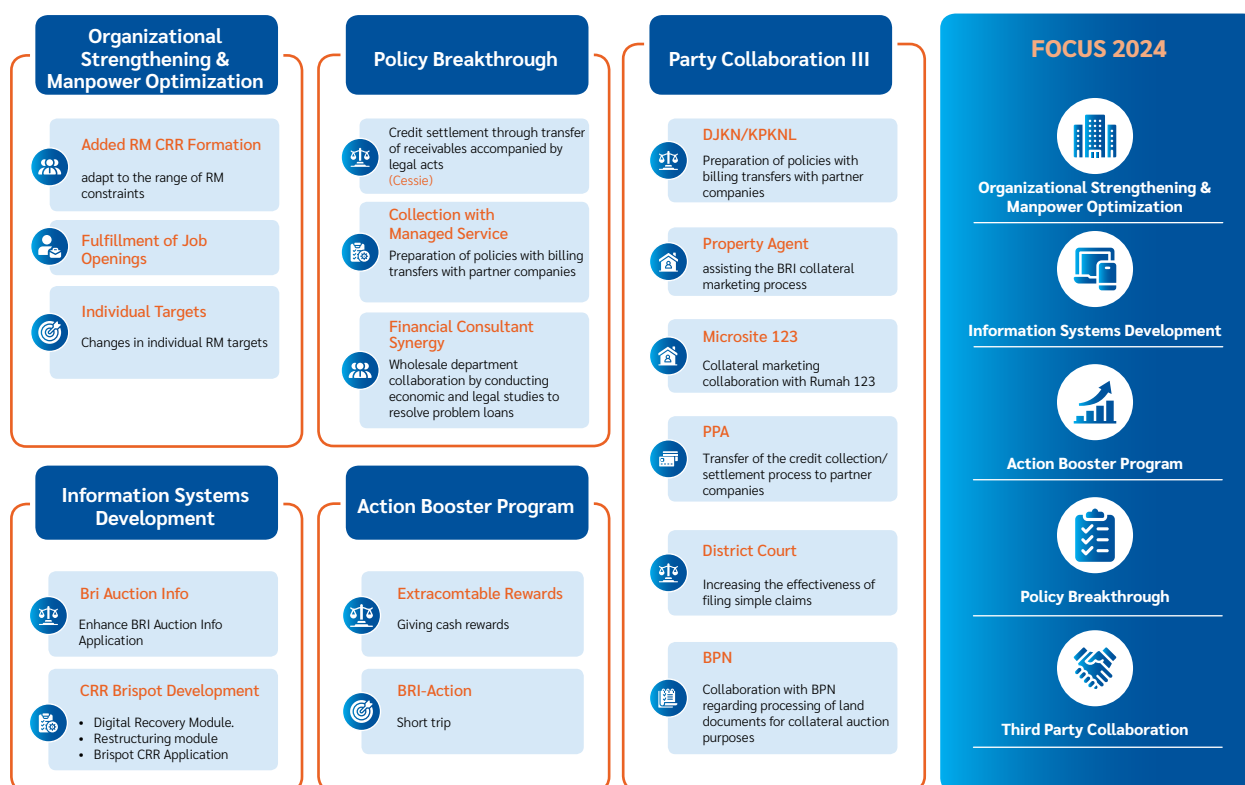 Organizational
Strengthening &
Manpower Optimization
Added RM CRR Formation
adapt to the range of RM
constraints
Fulfillment of Job
Openings
Individual Targets
Changes in individual RM targets
Policy Breakthrough
Credit settlement through transfer
of receivables accompanied by
legal acts
(Cessie)
Collection with
Managed Service
Preparation of policies with billing
transfers with partner companies
Financial Consultant
Synergy
Wholesale department
collaboration by conducting
economic and legal studies to
resolve problem loans
Party Collaboration III
DJKN/KPKNL
Preparation of policies with
billing transfers with partner
companies
Property Agent
assisting the BRI collateral
marketing process
Microsite 123
Collateral marketing
collaboration with Rumah 123
PPA
Transfer of the credit collection/
settlement process to partner
companies
District Court
Increasing the effectiveness of
filing simple claims
BPN
Collaboration with BPN
regarding processing of land
documents for collateral auction
purposes
Information Systems
Development
Bri Auction Info
Enhance BRI Auction Info
Application
CRR Brispot Development
• Digital Recovery Module.
• Restructuring module
• Brispot CRR Application
Action Booster Program
Extracomtable Rewards
Giving cash rewards
BRI-Action
Short trip
FOCUS 2024
Organizational Strengthening &
Manpower Optimization
Information Systems Development
Action Booster Program
Policy Breakthrough
Third Party Collaboration